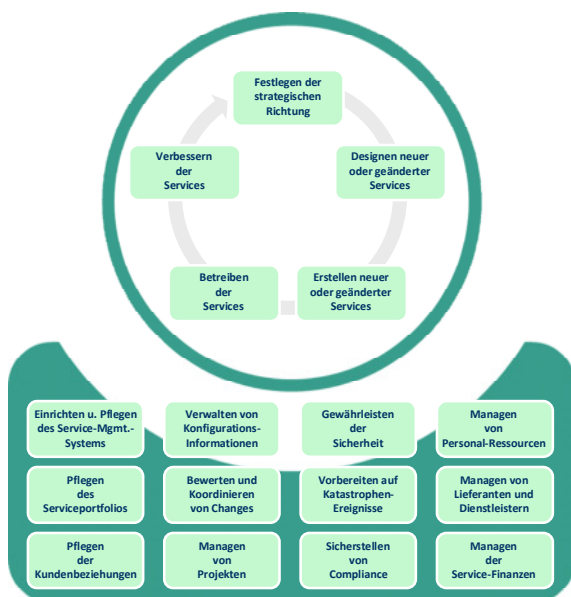 Festlegen der
strategischen
Richtung
Verbessern
der
Services
Designen neuer
oder geänderter
Services
Betreiben
der
Services
Erstellen neuer
oder geänderter
Services
Einrichten u. Pflegen
des Service-Mgmt.-
Systems
Verwalten von
Konfigurations-
Informationen
Gewährleisten
der
Sicherheit
Managen
von
Personal-Ressourcen
Pflegen
des
Serviceportfolios
Bewerten und
Koordinieren
von Changes
Vorbereiten auf
Katastrophen-
Ereignisse
Managen von
Lieferanten und
Dienstleistern
Pflegen
der
Kundenbeziehungen
Managen
von
Projekten
Sicherstellen
von
Compliance
Managen
der
Service-Finanzen